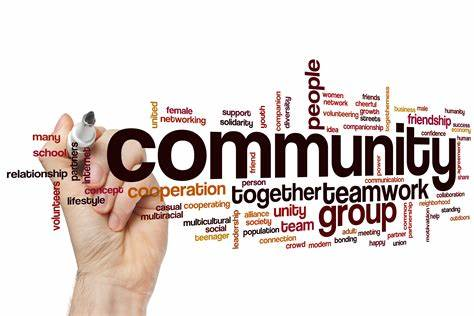 people
women
network
volunteering
idea
friends
cheerful
growth
streets
companionship
togetherness
business
male
many
confidence
friendship
success
economy
human
united
female
networking
support
solidarity
youth
companion
diversity
many
school
relationship
partners
internet
community
volunteers
lifestyle
concept
cooperation
friend
person
power
communication
together
teamwork
collaboration
casual
cooperating
multiracial
multicultural
social
teenager
leadership
alliance
society
population
connection
unity
team
group
crowd
modern
adult
bonding
meeting
happy
partner
union
common
partnership
motivation
neighborhood
help
standing
outdoors